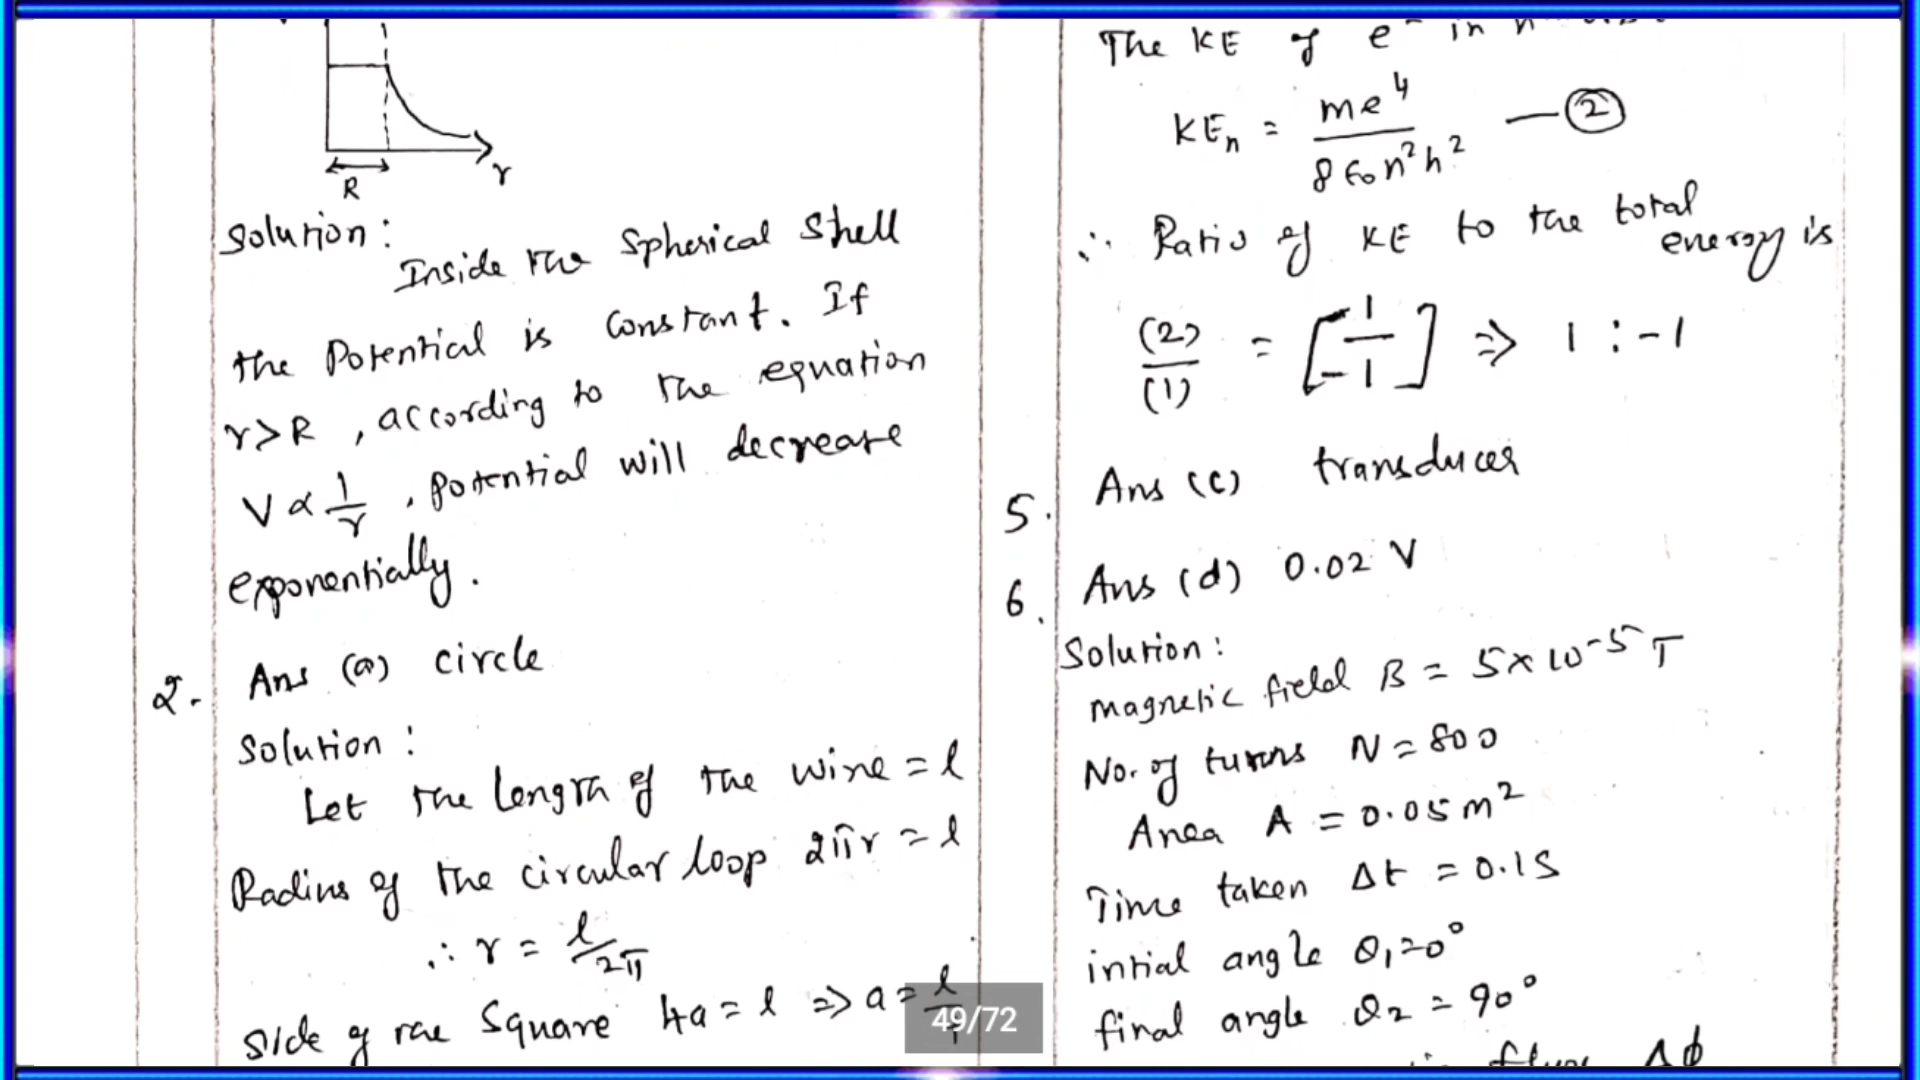 R
r
Solution:
Inside the Spherical Shell
the Potential is Constant. If
r>R, according to the equation
V ∝ 1/r, Potential will decrease
exponentially.
2. Ans (a) circle
Solution:
Let the Length of the wire = l
Radius of the circular loop 2πr = l
∴ r = l/2π
Side of the Square 4a = l ⇒ a = l
49/72
The KE of e⁻ in n
KEₙ = me⁴/8ϵ₀n²h² — ②
∴ Ratio of KE to the total
energy is
(2)/(1) = [1/-1] ⇒ 1 : -1
5. Ans (c) transducer
6. Ans (d) 0.02 V
Solution:
magnetic field B = 5×10⁻⁵ T
No. of turns N = 800
Area A = 0.05 m²
Time taken Δt = 0.1S
intial angle θ₁=0°
final angle θ₂ = 90°
flux Δϕ